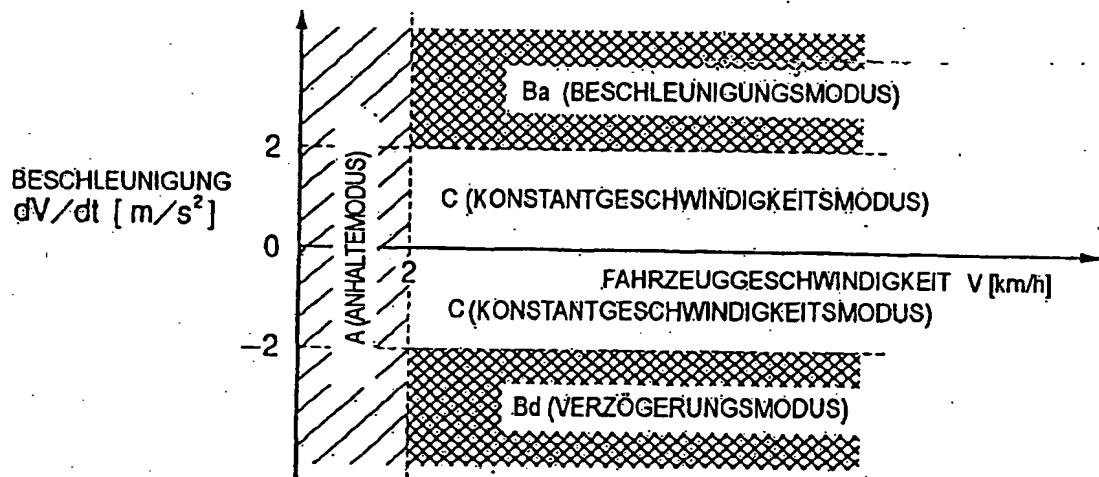 Ba (BESCHLEUNIGUNGSMODUS)
2
BESCHLEUNIGUNG
dV/dt [ m/s²]
A (ANHALTEMODUS)
C (KONSTANTGESCHWINDIGKEITSMODUS)
0
2
FAHRZEUGGESCHWINDIGKEIT V [km/h]
C (KONSTANTGESCHWINDIGKEITSMODUS)
-2
Bd (VERZÖGERUNGSMODUS)